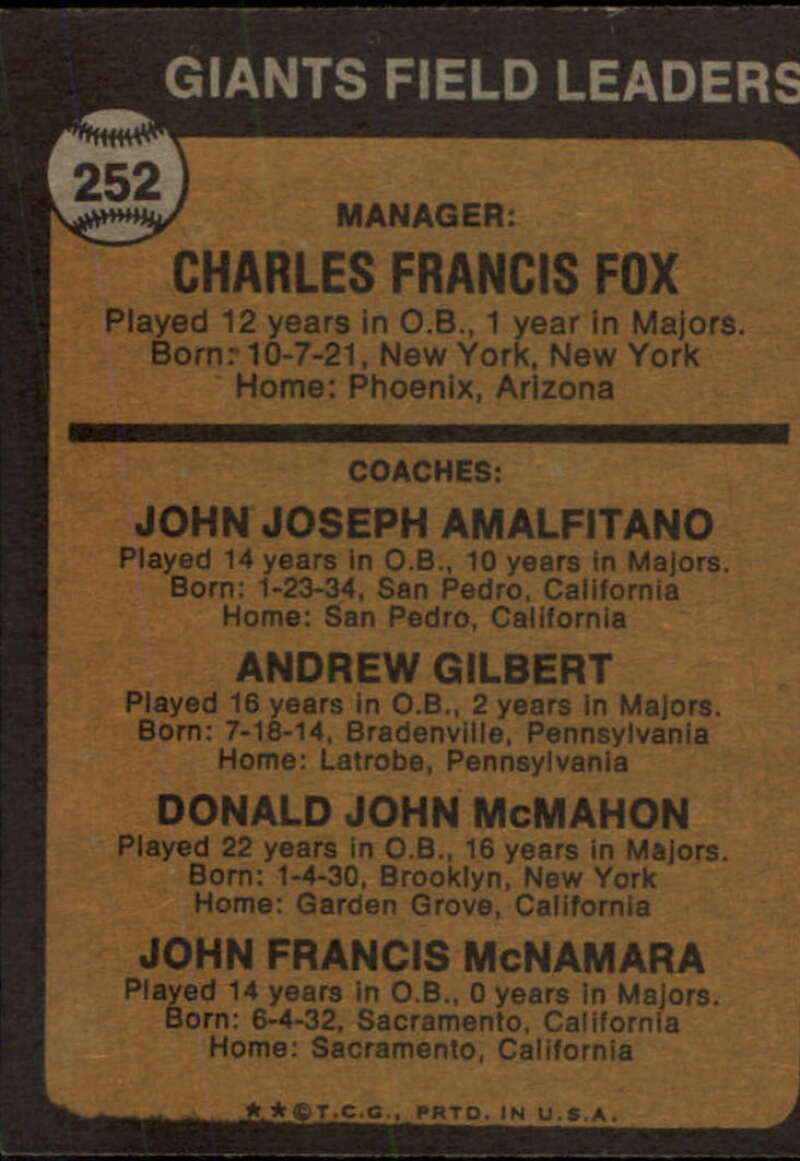 GIANTS FIELD LEADERS
252
MANAGER:
CHARLES FRANCIS FOX
Played 12 years in O.B., 1 year in Majors.
Born: 10-7-21, New York, New York
Home: Phoenix, Arizona
COACHES:
JOHN JOSEPH AMALFITANO
Played 14 years in O.B., 10 years in Majors.
Born: 1-23-34, San Pedro, California
Home: San Pedro, California
ANDREW GILBERT
Played 16 years in O.B., 2 years in Majors.
Born: 7-18-14, Bradenville, Pennsylvania
Home: Latrobe, Pennsylvania
DONALD JOHN McMAHON
Played 22 years in O.B., 16 years in Majors.
Born: 1-4-30, Brooklyn, New York
Home: Garden Grove, California
JOHN FRANCIS McNAMARA
Played 14 years in O.B., 0 years in Majors.
Born: 6-4-32, Sacramento, California
Home: Sacramento, California
★★©T.C.G., PRTD. IN U.S.A.